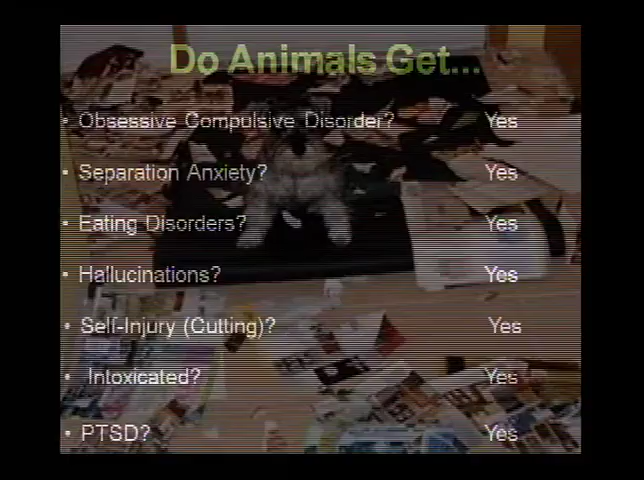 Do Animals Get...
• Obsessive Compulsive Disorder? Yes
• Separation Anxiety? Yes
• Eating Disorders? Yes
• Hallucinations? Yes
• Self-Injury (Cutting)? Yes
• Intoxicated? Yes
• PTSD? Yes